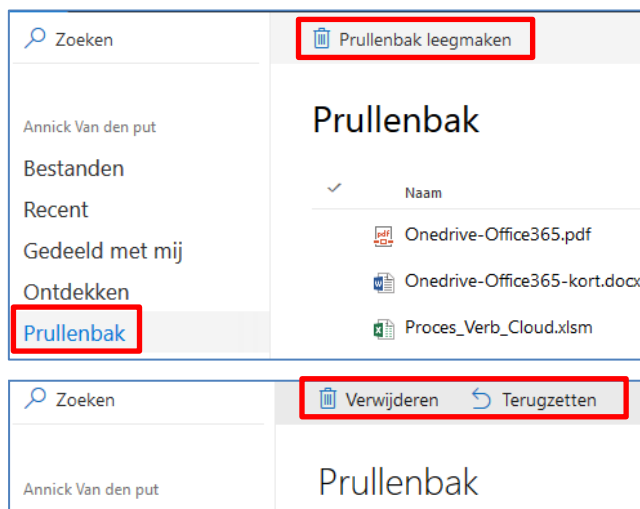 Zoeken
Prullenbak leegmaken
Annick Van den put
Bestanden
Recent
Gedeeld met mij
Ontdekken
Prullenbak
Prullenbak
Naam
Onedrive-Office365.pdf
Onedrive-Office365-kort.docx
Proces_Verb_Cloud.xlsm
Zoeken
Verwijderen Terugzetten
Annick Van den put
Prullenbak